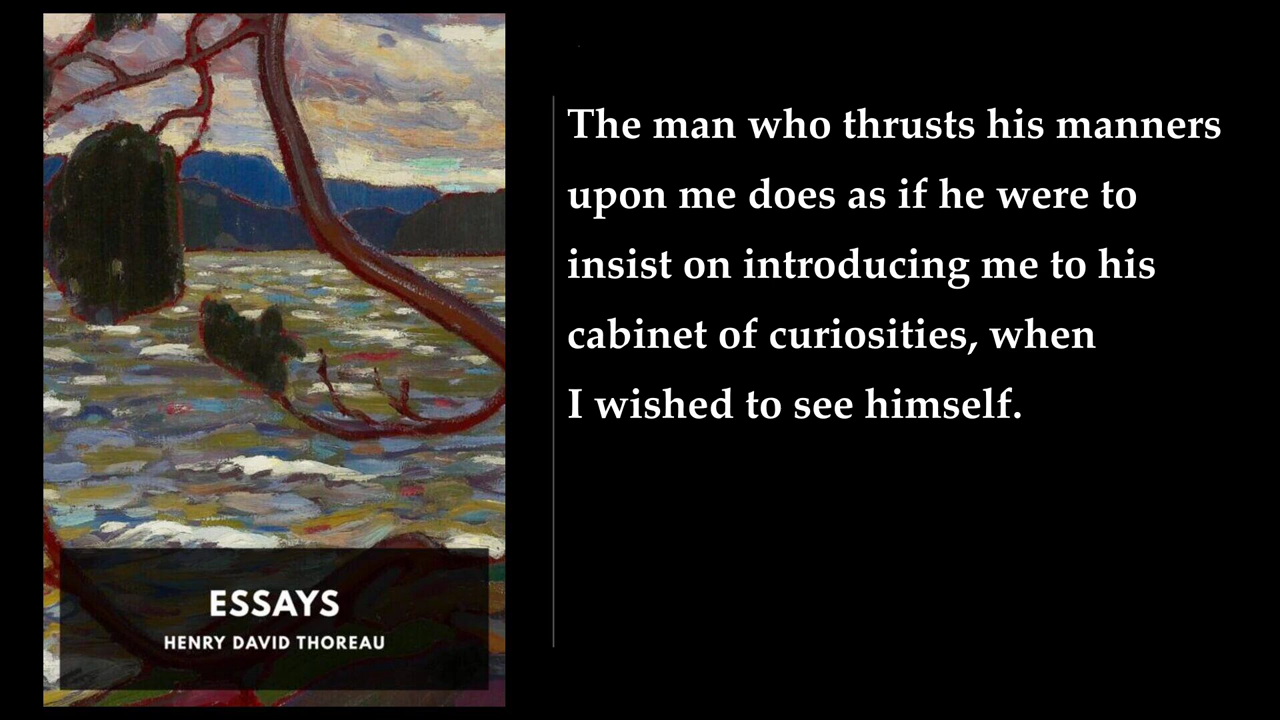 The man who thrusts his manners
upon me does as if he were to
insist on introducing me to his
cabinet of curiosities, when
I wished to see himself.
ESSAYS
HENRY DAVID THOREAU